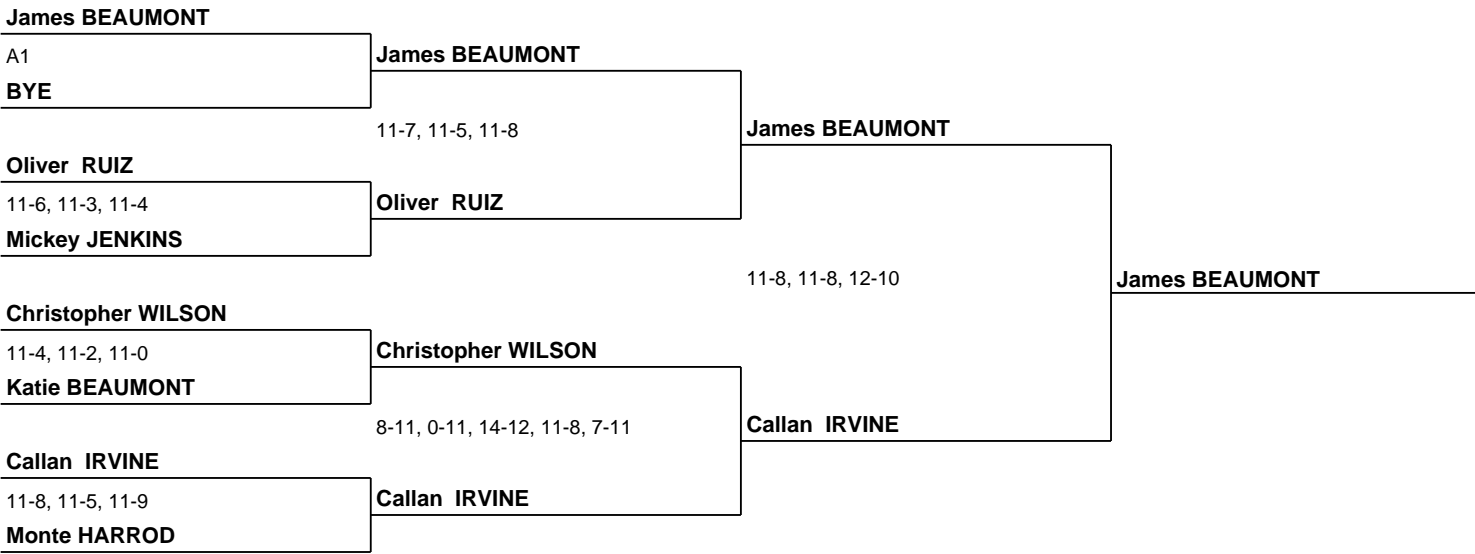 James BEAUMONT
A1
BYE
James BEAUMONT
11-7, 11-5, 11-8
Oliver  RUIZ
11-6, 11-3, 11-4
Mickey JENKINS
Oliver  RUIZ
James BEAUMONT
11-8, 11-8, 12-10
James BEAUMONT
Christopher WILSON
11-4, 11-2, 11-0
Katie BEAUMONT
Christopher WILSON
8-11, 0-11, 14-12, 11-8, 7-11
Callan  IRVINE
Callan  IRVINE
11-8, 11-5, 11-9
Monte HARROD
Callan  IRVINE